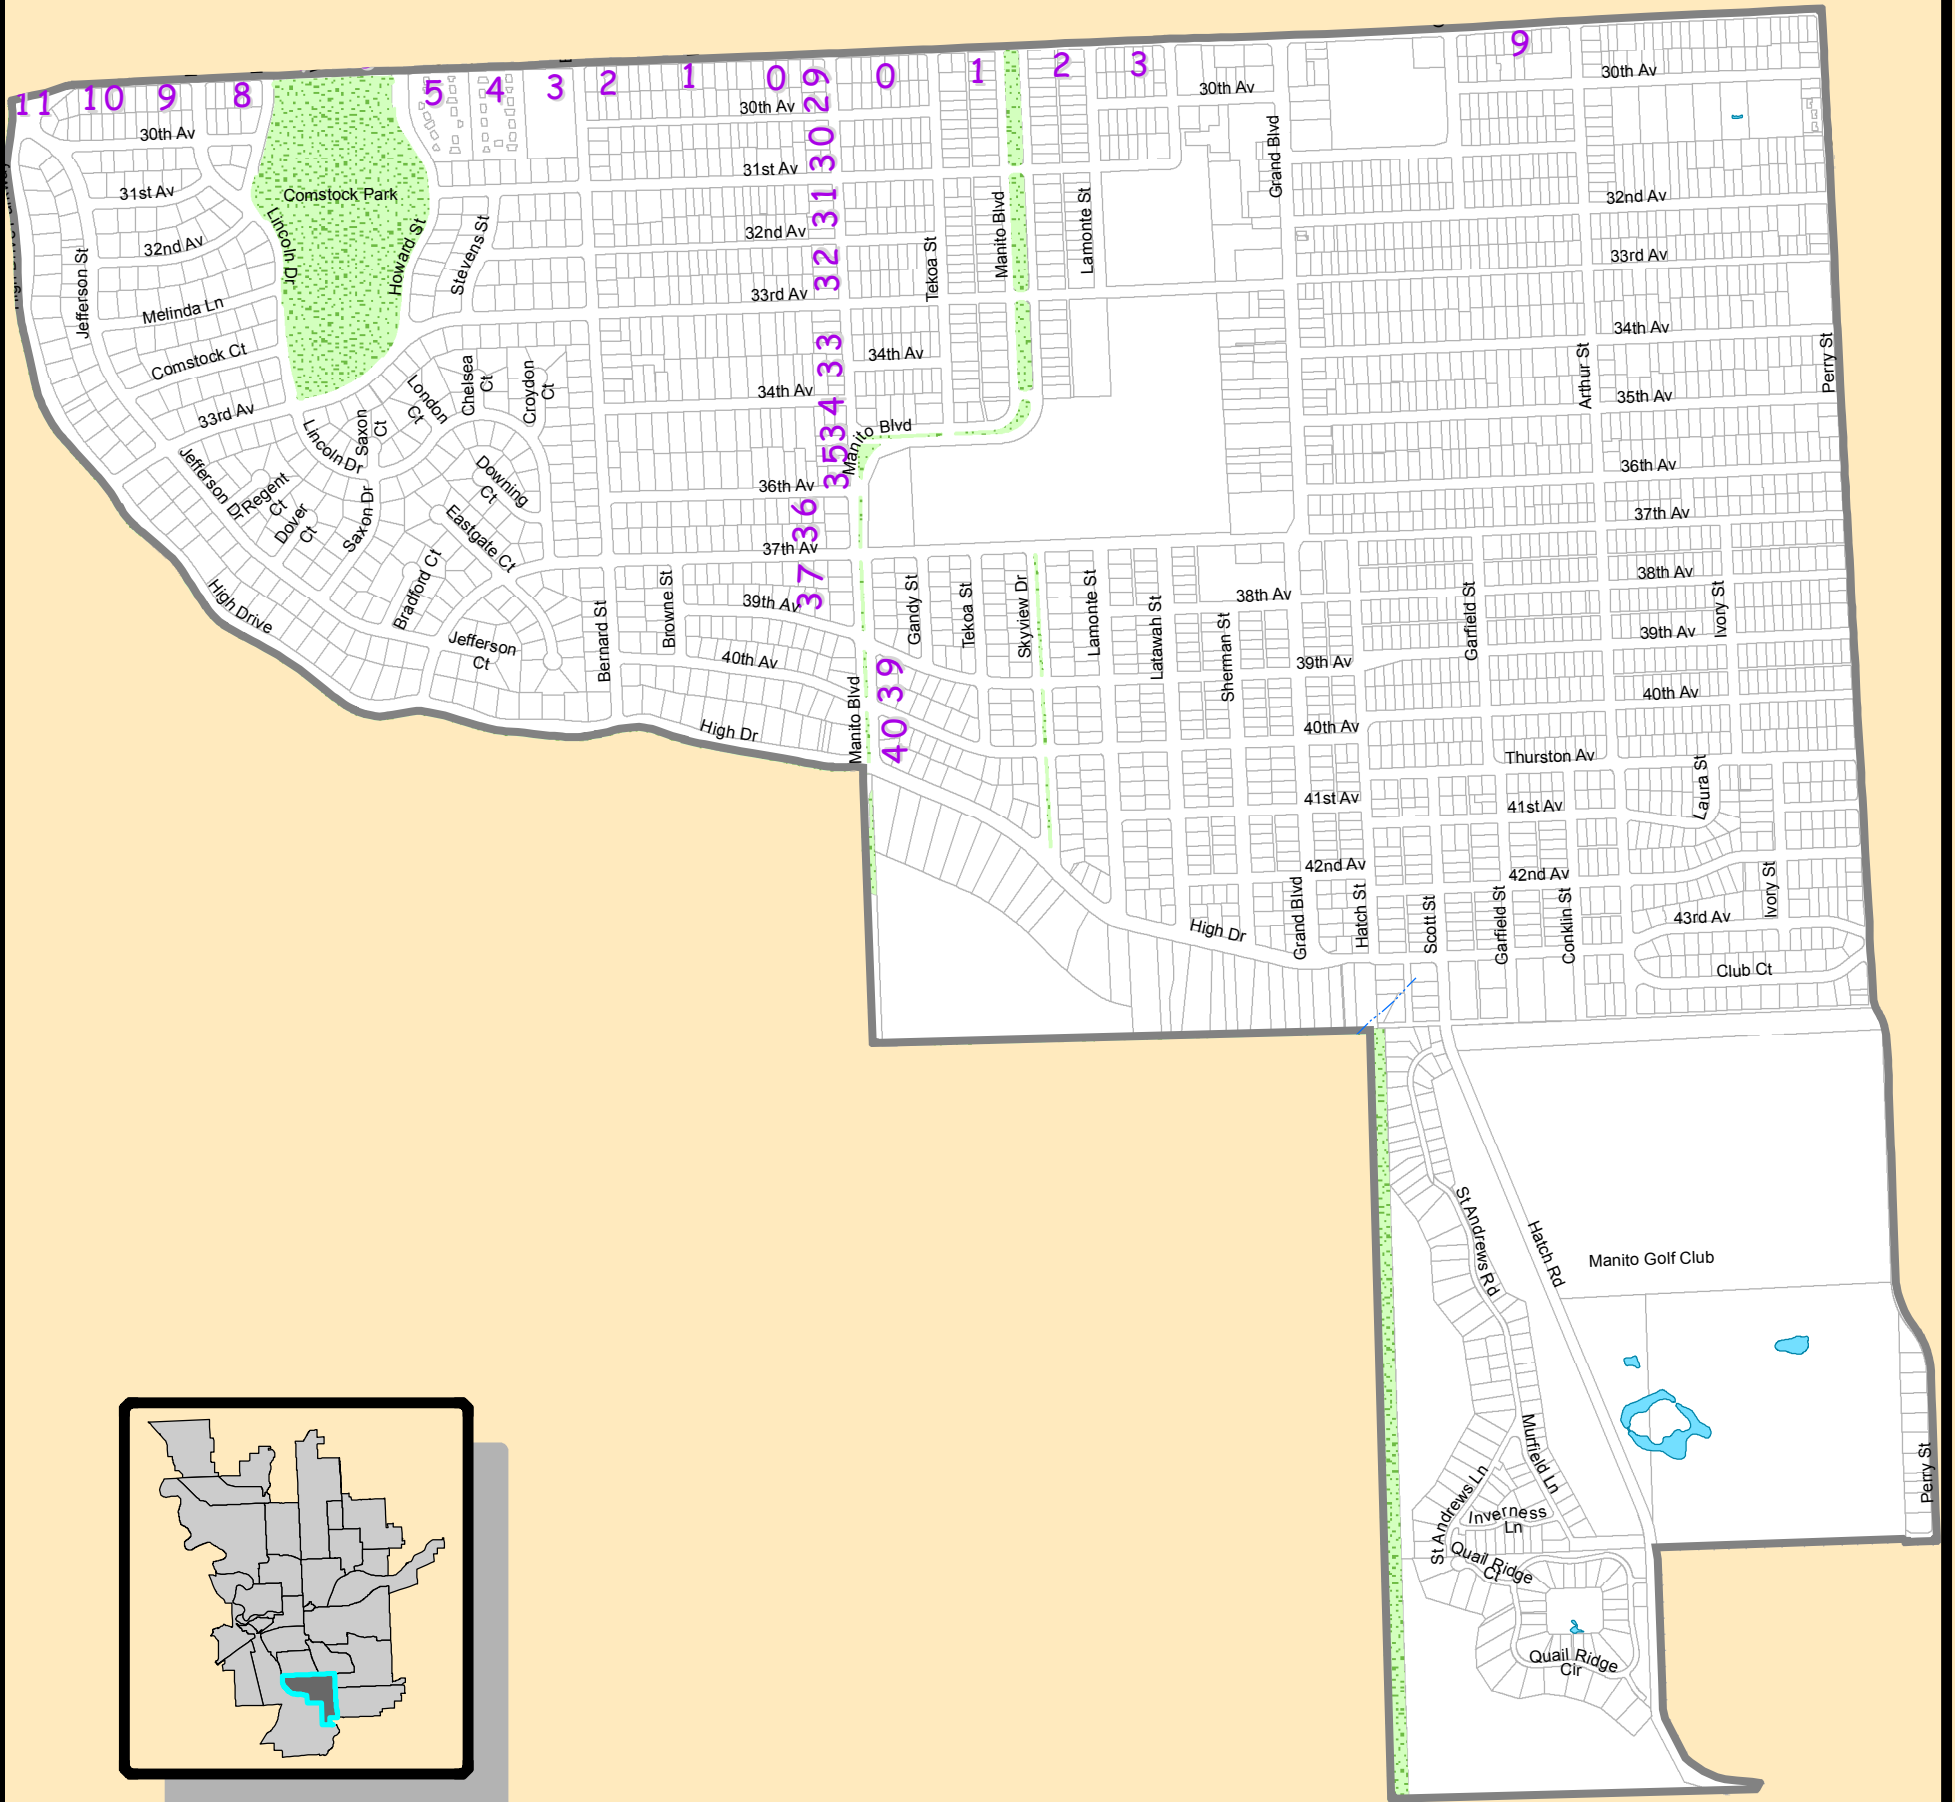 11 10 9 8 5 4 3 2 1 0 29 0 1 2 3 9
30th Av
30th Av
30th Av
30th Av
30
31st Av
31st Av
Comstock Park
31
32nd Av
32nd Av
32nd Av
Lincoln Dr
Howard St
Stevens St
Tekoa St
Manito Blvd
Lamonte St
Grand Blvd
Jefferson St
32
33rd Av
33rd Av
Melinda Ln
33
34th Av
34th Av
34th Av
Comstock Ct
Chelsea
Ct
Croydon
Ct
London
Ct
Saxon
Ct
Arthur St
Perry St
35th Av
33rd Av
34
Manito Blvd
Lincoln Dr
35
36th Av
36th Av
Jefferson Dr
Regent
Ct
Dover
Ct
Saxon Dr
Downing
Ct
Eastgate Ct
36
37th Av
37th Av
High Drive
Bradford Ct
Jefferson
Ct
Bernard St
Browne St
37
39th Av
40th Av
High Dr
Manito Blvd
39
40
Gandy St
Tekoa St
Skyview Dr
Lamonte St
Latawah St
Sherman St
38th Av
38th Av
Garfield St
Ivory St
39th Av
39th Av
40th Av
40th Av
Thurston Av
41st Av
41st Av
Laura St
42nd Av
42nd Av
High Dr
Grand Blvd
Hatch St
Scott St
Garfield St
Conklin St
Ivory St
43rd Av
Club Ct
St Andrews Rd
Hatch Rd
Manito Golf Club
Murfield Ln
St Andrews Ln
Inverness
Ln
Quail Ridge
Ct
Quail Ridge
Cir
Perry St